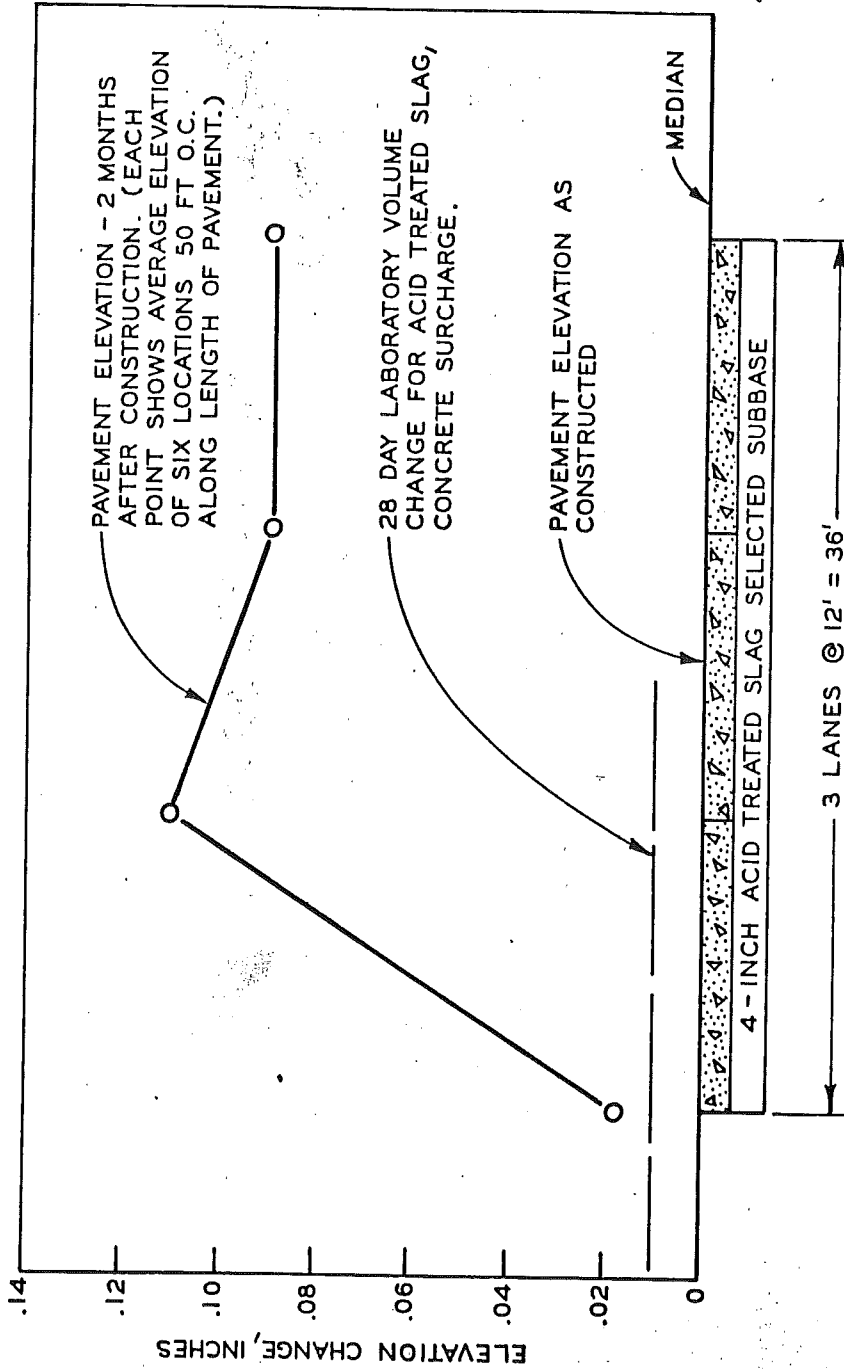 ELEVATION CHANGE, INCHES
.14
.12
.10
.08
.06
.04
.02
0
PAVEMENT ELEVATION - 2 MONTHS
AFTER CONSTRUCTION. (EACH
POINT SHOWS AVERAGE ELEVATION
OF SIX LOCATIONS 50 FT O.C.
ALONG LENGTH OF PAVEMENT.)
28 DAY LABORATORY VOLUME
CHANGE FOR ACID TREATED SLAG,
CONCRETE SURCHARGE.
PAVEMENT ELEVATION AS
CONSTRUCTED
MEDIAN
4-INCH ACID TREATED SLAG SELECTED SUBBASE
3 LANES @ 12' = 36'